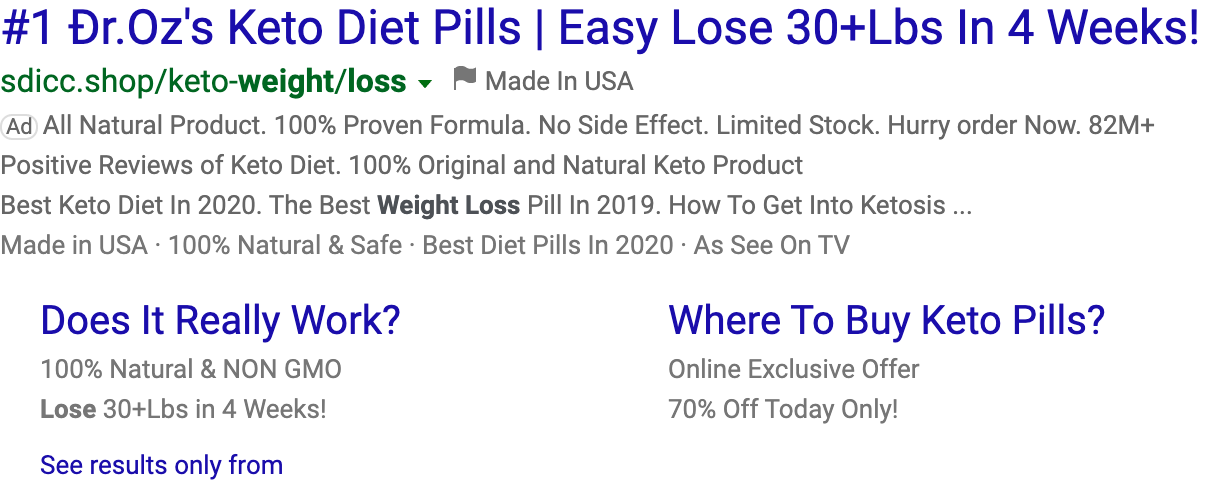 #1 Ðr.Oz's Keto Diet Pills | Easy Lose 30+Lbs In 4 Weeks!
sdicc.shop/keto-weight/loss Made In USA
Ad All Natural Product. 100% Proven Formula. No Side Effect. Limited Stock. Hurry order Now. 82M+
Positive Reviews of Keto Diet. 100% Original and Natural Keto Product
Best Keto Diet In 2020. The Best Weight Loss Pill In 2019. How To Get Into Ketosis ...
Made in USA · 100% Natural & Safe · Best Diet Pills In 2020 · As See On TV
Does It Really Work?
100% Natural & NON GMO
Lose 30+Lbs in 4 Weeks!
Where To Buy Keto Pills?
Online Exclusive Offer
70% Off Today Only!
See results only from